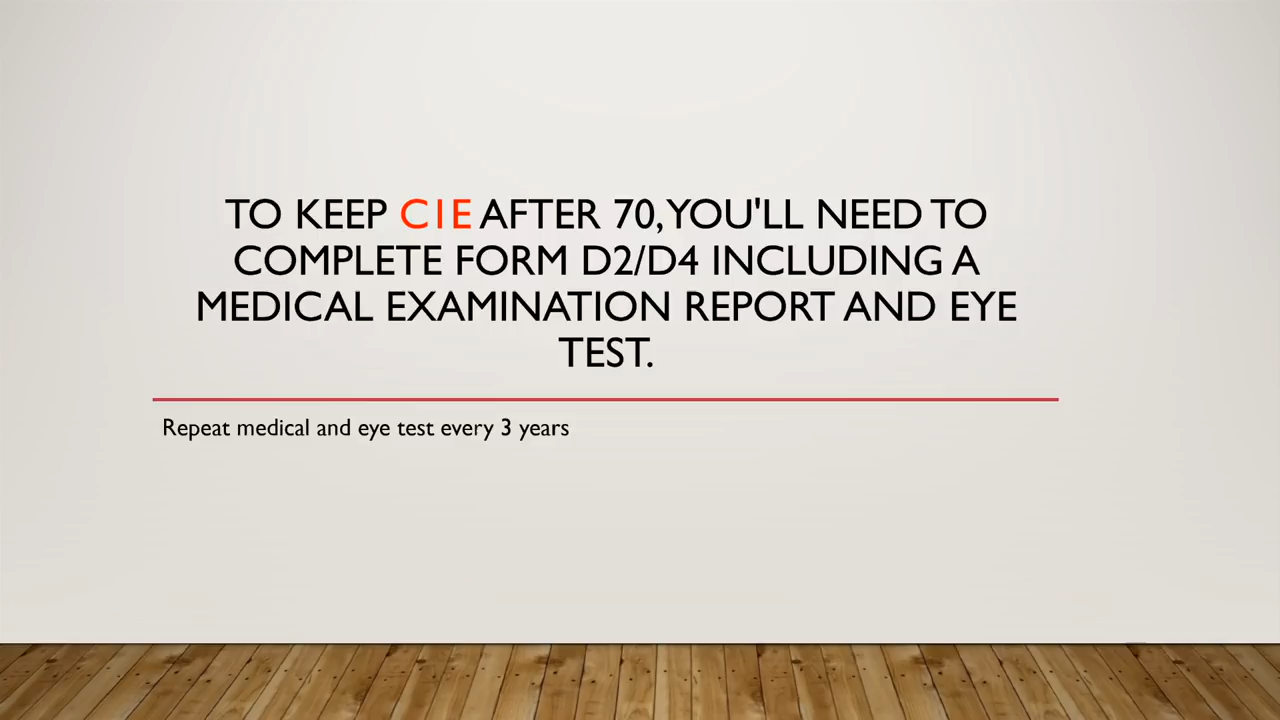 TO KEEP C1E AFTER 70, YOU'LL NEED TO
COMPLETE FORM D2/D4 INCLUDING A
MEDICAL EXAMINATION REPORT AND EYE
TEST.
Repeat medical and eye test every 3 years